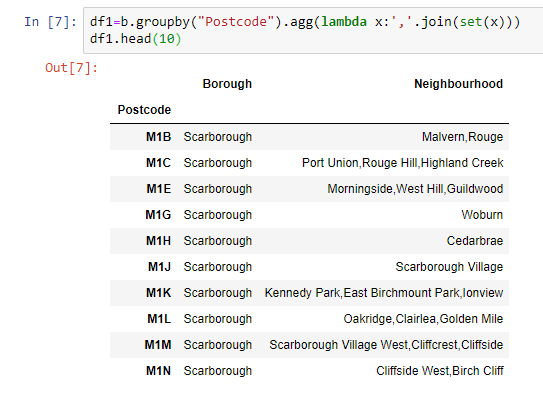 In [7]: df1=b.groupby("Postcode").agg(lambda x:','.join(set(x)))
df1.head(10)
Out[7]:
Borough Neighbourhood
Postcode
M1B Scarborough Malvern,Rouge
M1C Scarborough Port Union,Rouge Hill,Highland Creek
M1E Scarborough Morningside,West Hill,Guildwood
M1G Scarborough Woburn
M1H Scarborough Cedarbrae
M1J Scarborough Scarborough Village
M1K Scarborough Kennedy Park,East Birchmount Park,Ionview
M1L Scarborough Oakridge,Clairlea,Golden Mile
M1M Scarborough Scarborough Village West,Cliffcrest,Cliffside
M1N Scarborough Cliffside West,Birch Cliff